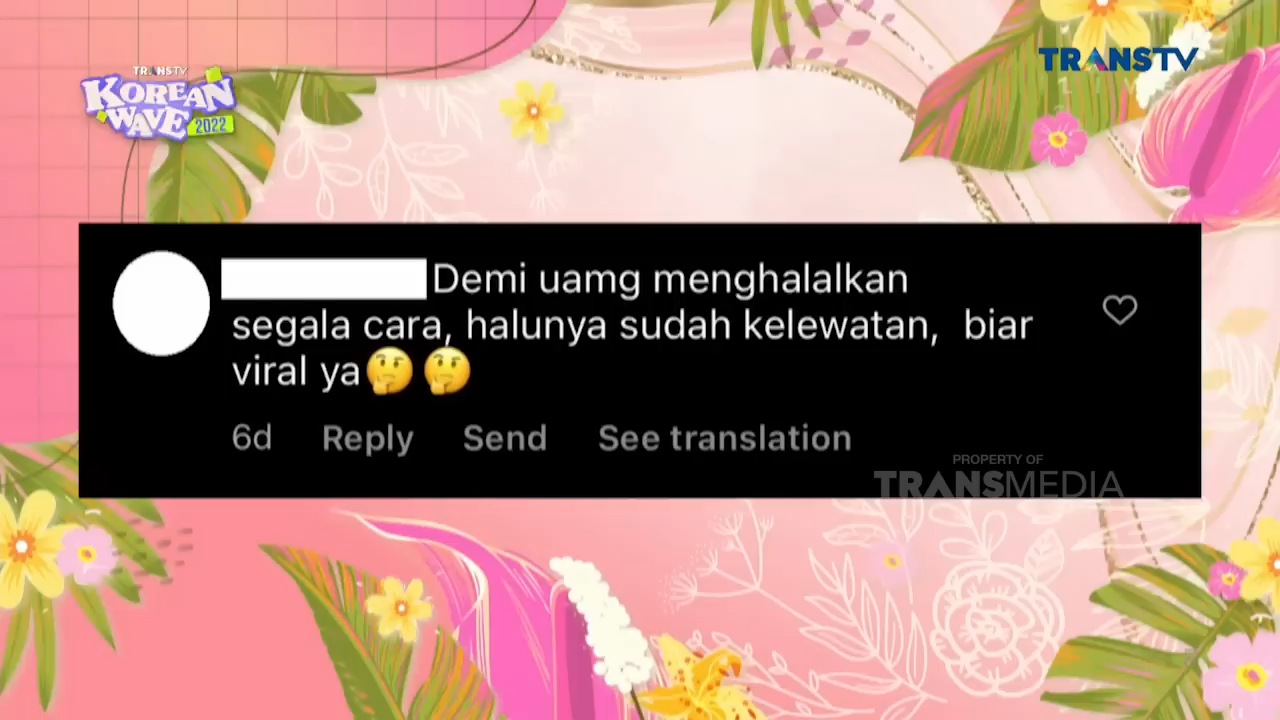 TRANSTV
KOREAN
WAVE 2022
TRANSTV
Demi uamg menghalalkan
segala cara, halunya sudah kelewatan, biar
viral ya🤔🤔
6d Reply Send See translation
PROPERTY OF
TRANSMEDIA